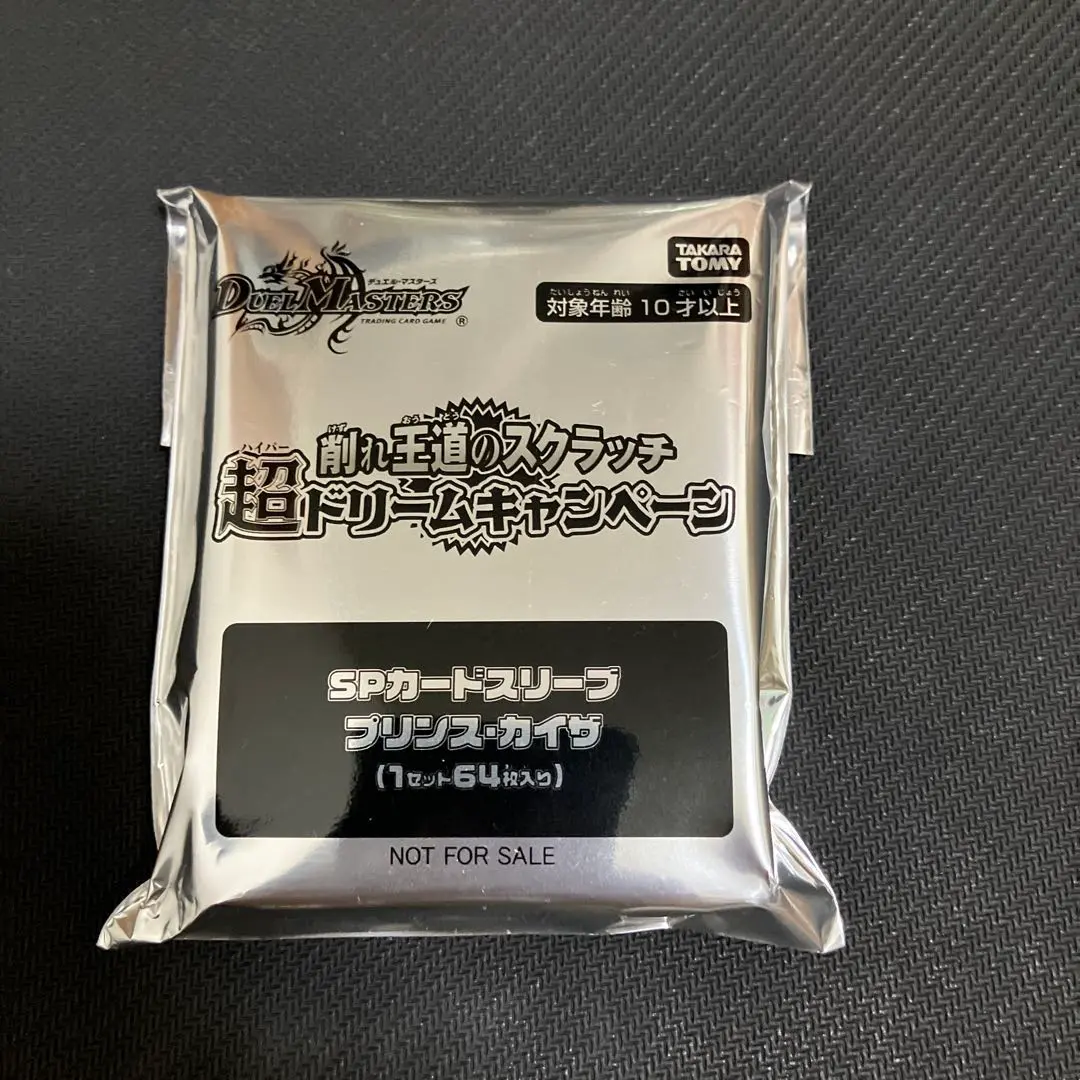 デュエル・マスターズ
DUEL MASTERS
TRADING CARD GAME ®
TAKARA
TOMY
たいしょうねんれい さいいじょう
対象年齢 10才以上
けず おうどう
削れ王道のスクラッチ
ハイパー
超ドリームキャンペーン
SPカードスリーブ
プリンス・カイザ
(1セット64枚入り)
NOT FOR SALE